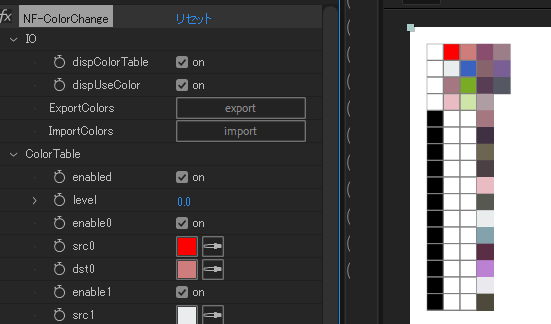 fx NF-ColorChange リセット
IO
dispColorTable on
dispUseColor on
ExportColors export
ImportColors import
ColorTable
enabled on
level 0.0
enable0 on
src0
dst0
enable1 on
src1